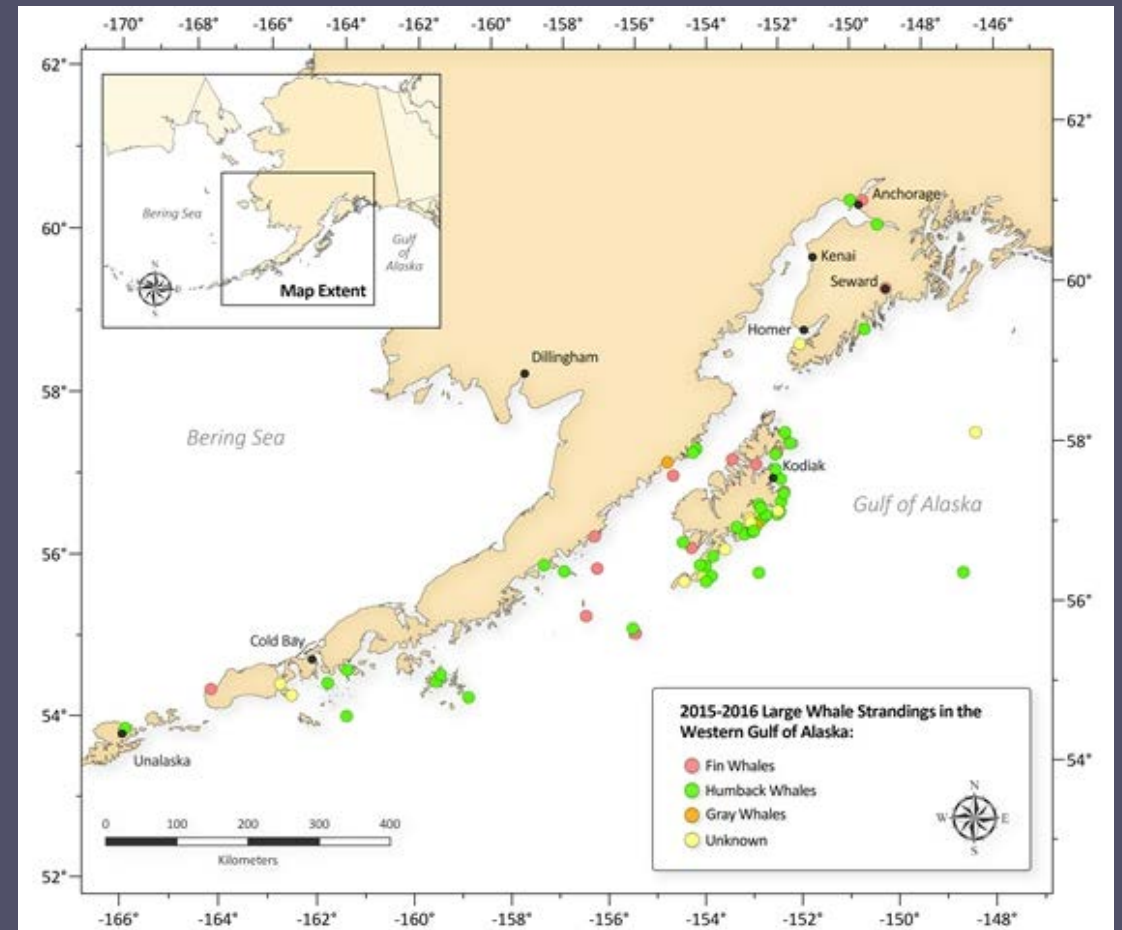 -170° -168° -166° -164° -162° -160° -158° -156° -154° -152° -150° -148° -146°
62°
60°
58°
56°
54°
52°
62°
60°
58°
56°
54°
Bering Sea
Gulf
of
Alaska
N
S
Map Extent
Anchorage
Kenai
Seward
Homer
Dillingham
Bering Sea
Kodiak
Gulf of Alaska
Cold Bay
Unalaska
0 100 200 300 400
Kilometers
2015-2016 Large Whale Strandings in the
Western Gulf of Alaska:
Fin Whales
Humback Whales
Gray Whales
Unknown
N
W E
S
-166° -164° -162° -160° -158° -156° -154° -152° -150° -148°